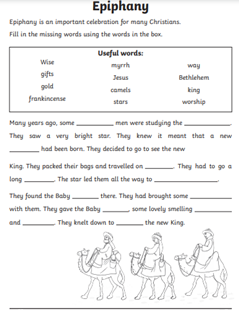 Epiphany
Epiphany is an important celebration for many Christians.
Fill in the missing words using the words in the box.
Useful words:
Wise myrrh way
gifts Jesus Bethlehem
gold camels king
frankincense stars worship
Many years ago, some ________ men were studying the __________.
They saw a very bright star. They knew it meant that a new
________ had been born. They decided to go to see the new
King. They packed their bags and travelled on ________. They had to go a
long ________. The star led them all the way to ________________.
They found the Baby ________ there. They had brought some ________
with them. They gave the Baby ________, some lovely smelling ________
and ________. They knelt down to ________ the new King.